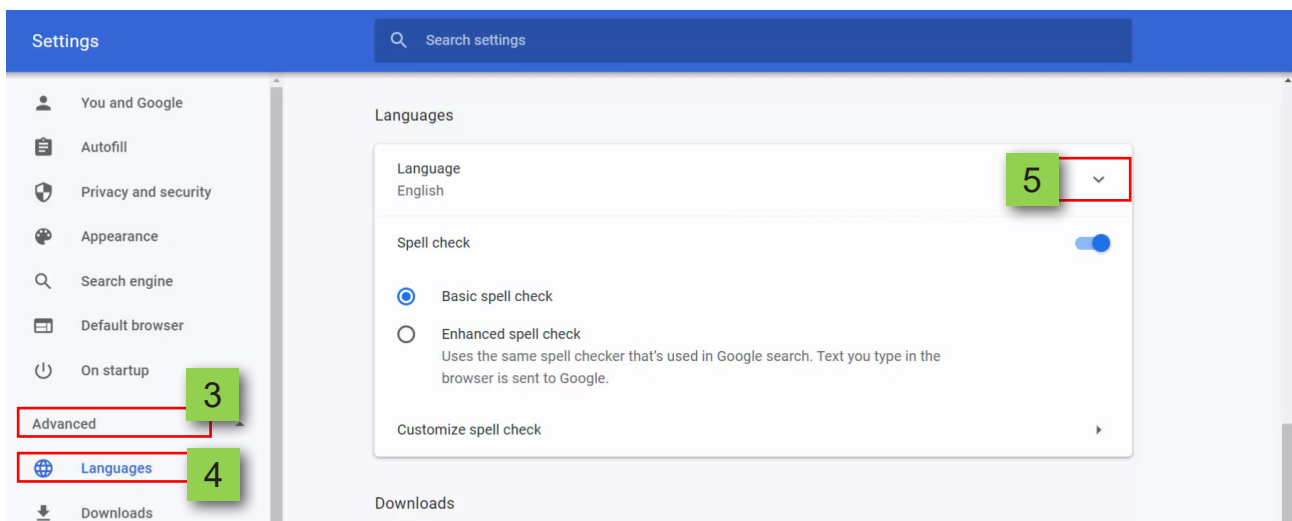 Settings
Search settings
You and Google
Autofill
Privacy and security
Appearance
Search engine
Default browser
On startup
3
Advanced
Languages
4
Downloads
Languages
Language
English
5
Spell check
Basic spell check
Enhanced spell check
Uses the same spell checker that's used in Google search. Text you type in the
browser is sent to Google.
Customize spell check
Downloads